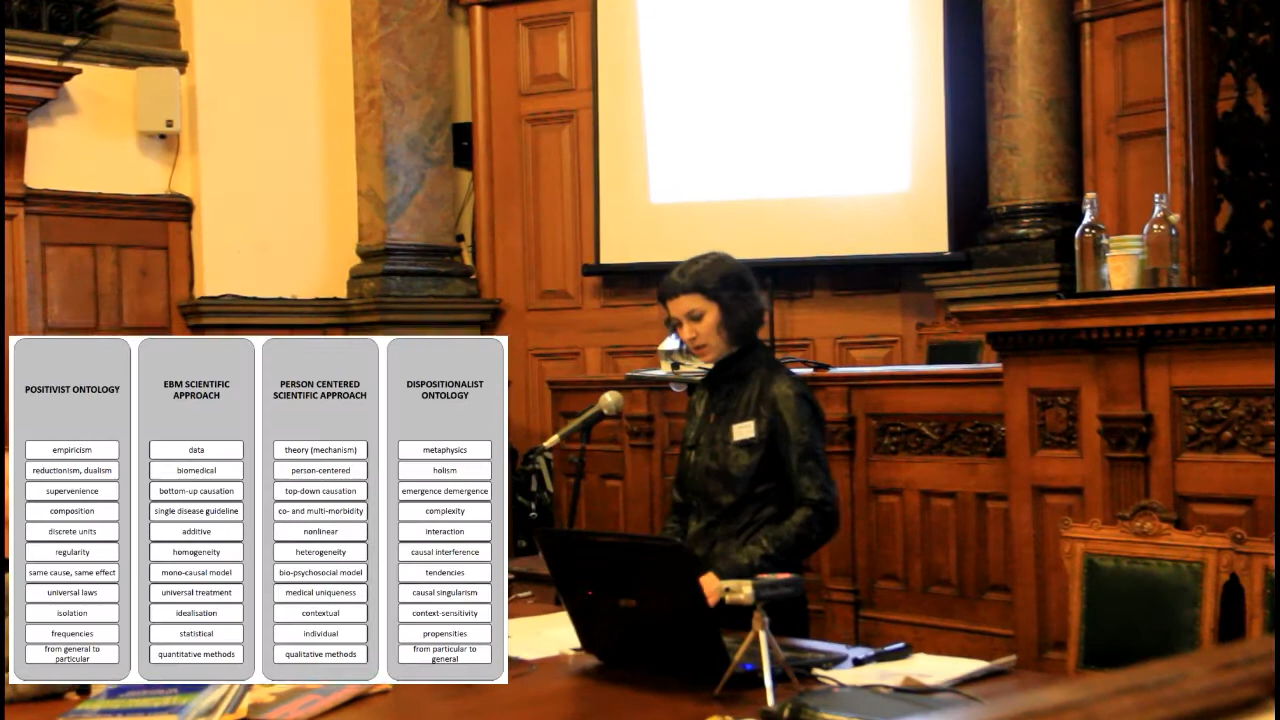 POSITIVIST ONTOLOGY
empiricism
reductionism, dualism
supervenience
composition
discrete units
regularity
same cause, same effect
universal laws
isolation
frequencies
from general to
particular
EBM SCIENTIFIC
APPROACH
data
biomedical
bottom-up causation
single disease guideline
additive
homogeneity
mono-causal model
universal treatment
idealisation
statistical
quantitative methods
PERSON CENTERED
SCIENTIFIC APPROACH
theory (mechanism)
person-centered
top-down causation
co- and multi-morbidity
nonlinear
heterogeneity
bio-psychosocial model
medical uniqueness
contextual
individual
qualitative methods
DISPOSITIONALIST
ONTOLOGY
metaphysics
holism
emergence demergence
complexity
interaction
causal interference
tendencies
causal singularism
context-sensitivity
propensities
from particular to
general